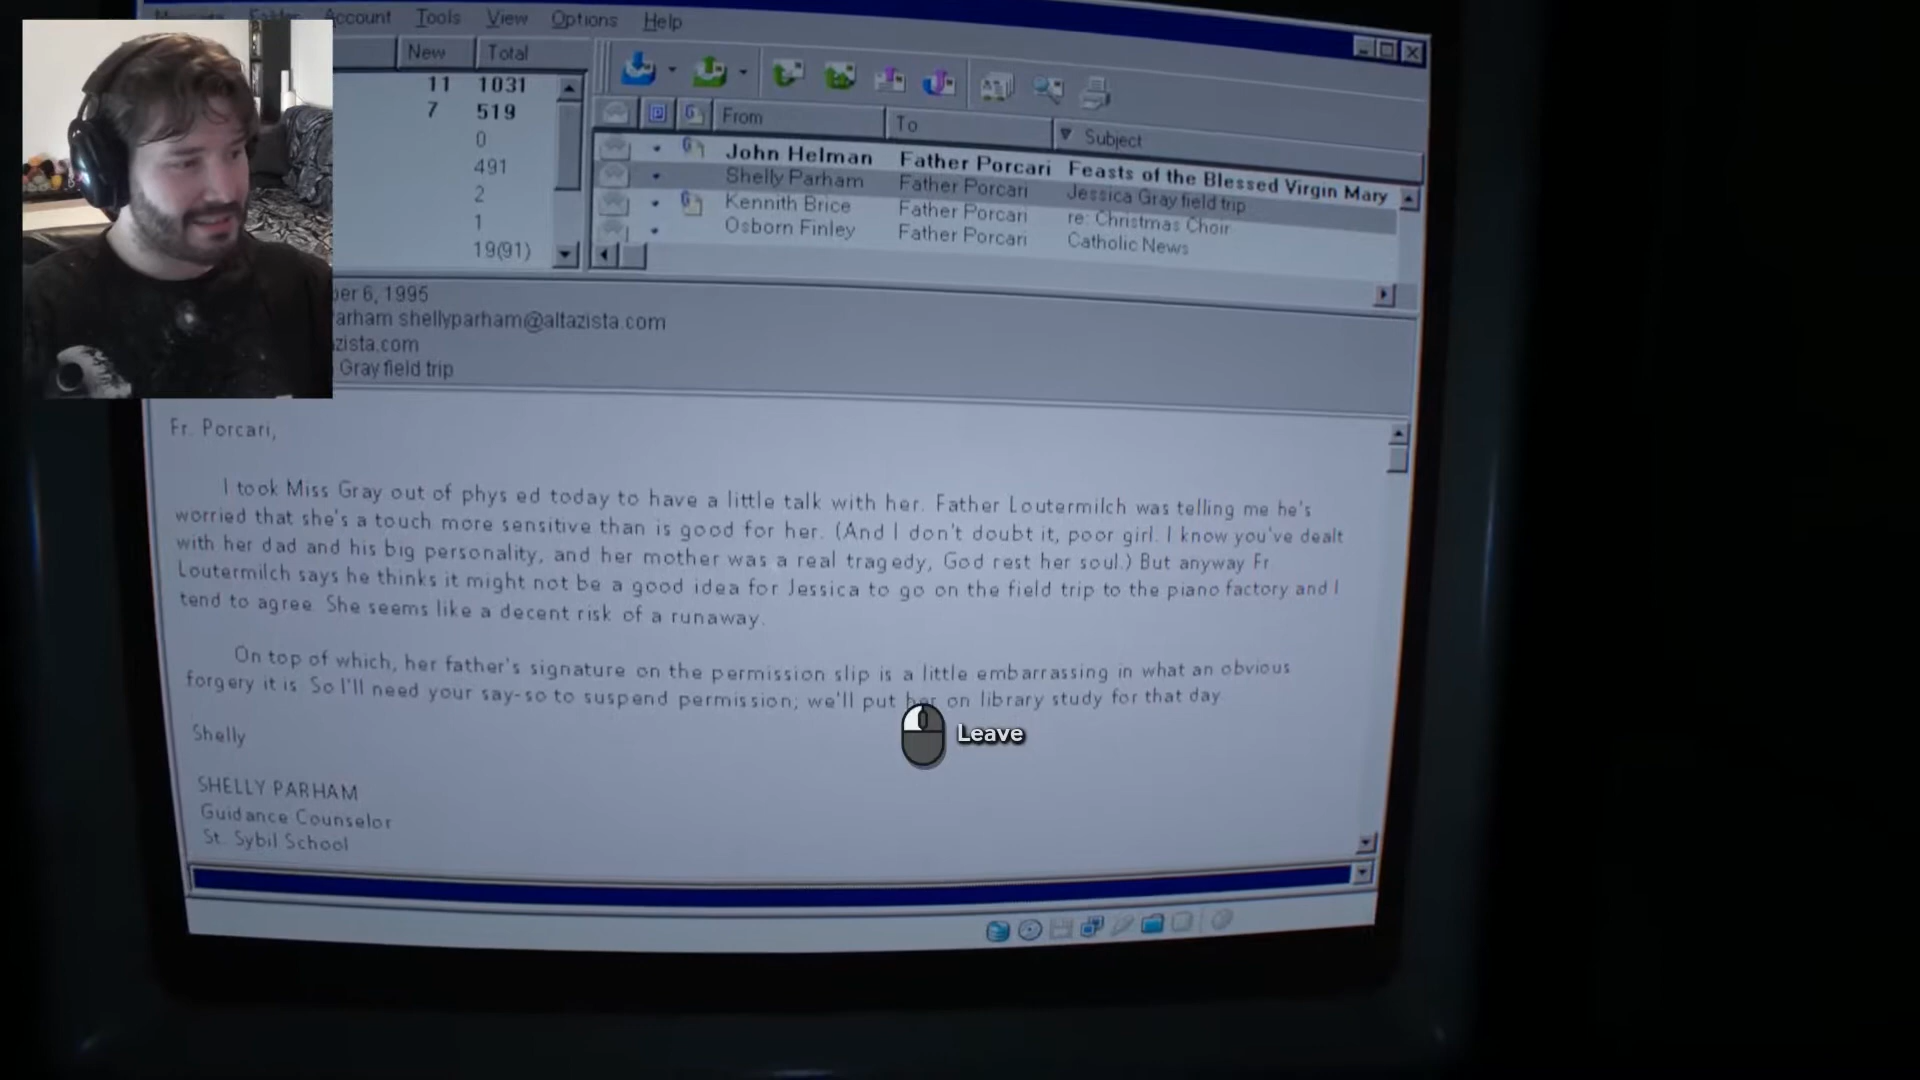 Account Tools View Options Help
New Total
11 1031
7 519
0
491
2
1
19(91)
From To Subject
John Helman Father Porcari Feasts of the Blessed Virgin Mary
Shelly Parham Father Porcari Jessica Gray field trip
Kennith Brice Father Porcari re: Christmas Choir
Osborn Finley Father Porcari Catholic News
ber 6, 1995
arham shellyparham@altazista.com
zista.com
Gray field trip
Fr. Porcari,
I took Miss Gray out of phys ed today to have a little talk with her. Father Loutermilch was telling me he's
worried that she's a touch more sensitive than is good for her. (And I don't doubt it, poor girl. I know you've dealt
with her dad and his big personality, and her mother was a real tragedy, God rest her soul.) But anyway Fr
Loutermilch says he thinks it might not be a good idea for Jessica to go on the field trip to the piano factory and I
tend to agree. She seems like a decent risk of a runaway.
On top of which, her father's signature on the permission slip is a little embarrassing in what an obvious
forgery it is. So I'll need your say-so to suspend permission; we'll put her on library study for that day
Leave
Shelly
SHELLY PARHAM
Guidance Counselor
St. Sybil School